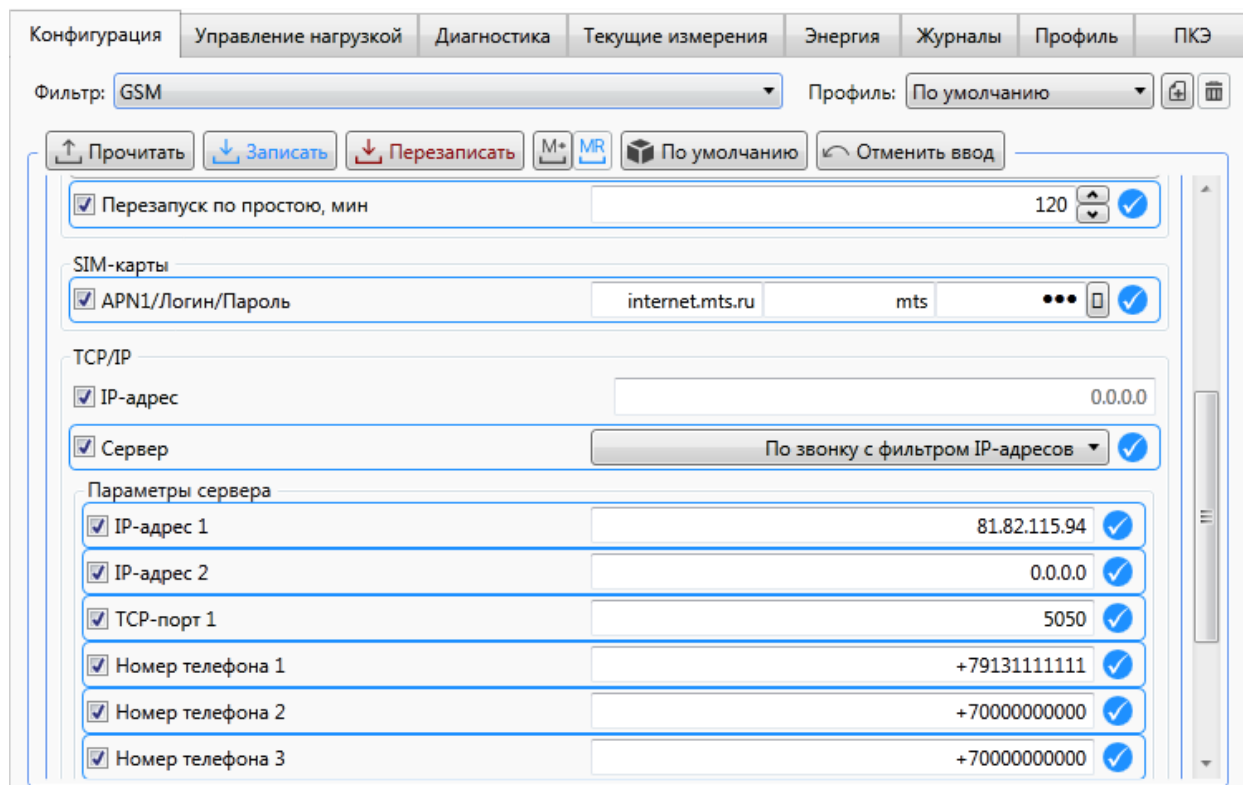 Конфигурация Управление нагрузкой Диагностика Текущие измерения Энергия Журналы Профиль ПКЭ
Фильтр: GSM Профиль: По умолчанию
Прочитать Записать Перезаписать M+ MR По умолчанию Отменить ввод
Перезапуск по простою, мин 120
SIM-карты
APN1/Логин/Пароль internet.mts.ru mts •••
TCP/IP
IP-адрес 0.0.0.0
Сервер По звонку с фильтром IP-адресов
Параметры сервера
IP-адрес 1 81.82.115.94
IP-адрес 2 0.0.0.0
TCP-порт 1 5050
Номер телефона 1 +79131111111
Номер телефона 2 +70000000000
Номер телефона 3 +70000000000